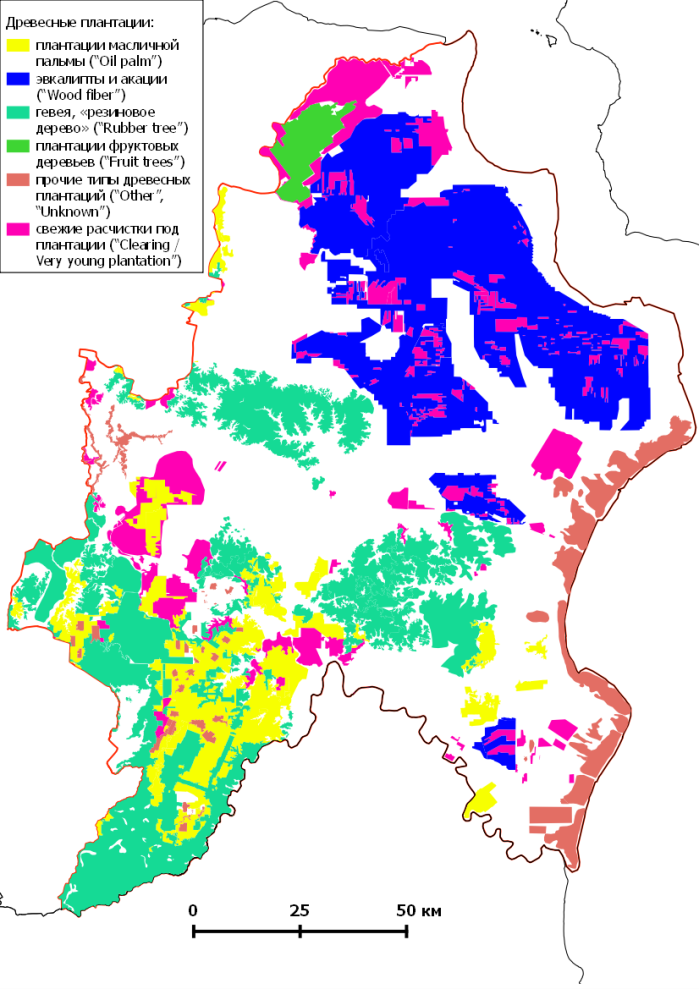 Древесные плантации:
плантации масличной
пальмы (“Oil palm”)
эвкалипты и акации
(“Wood fiber”)
гевея, «резиновое
дерево» (“Rubber tree”)
плантации фруктовых
деревьев (“Fruit trees”)
прочие типы древесных
плантаций (“Other”,
“Unknown”)
свежие расчистки под
плантации (“Clearing /
Very young plantation”)
0 25 50 км